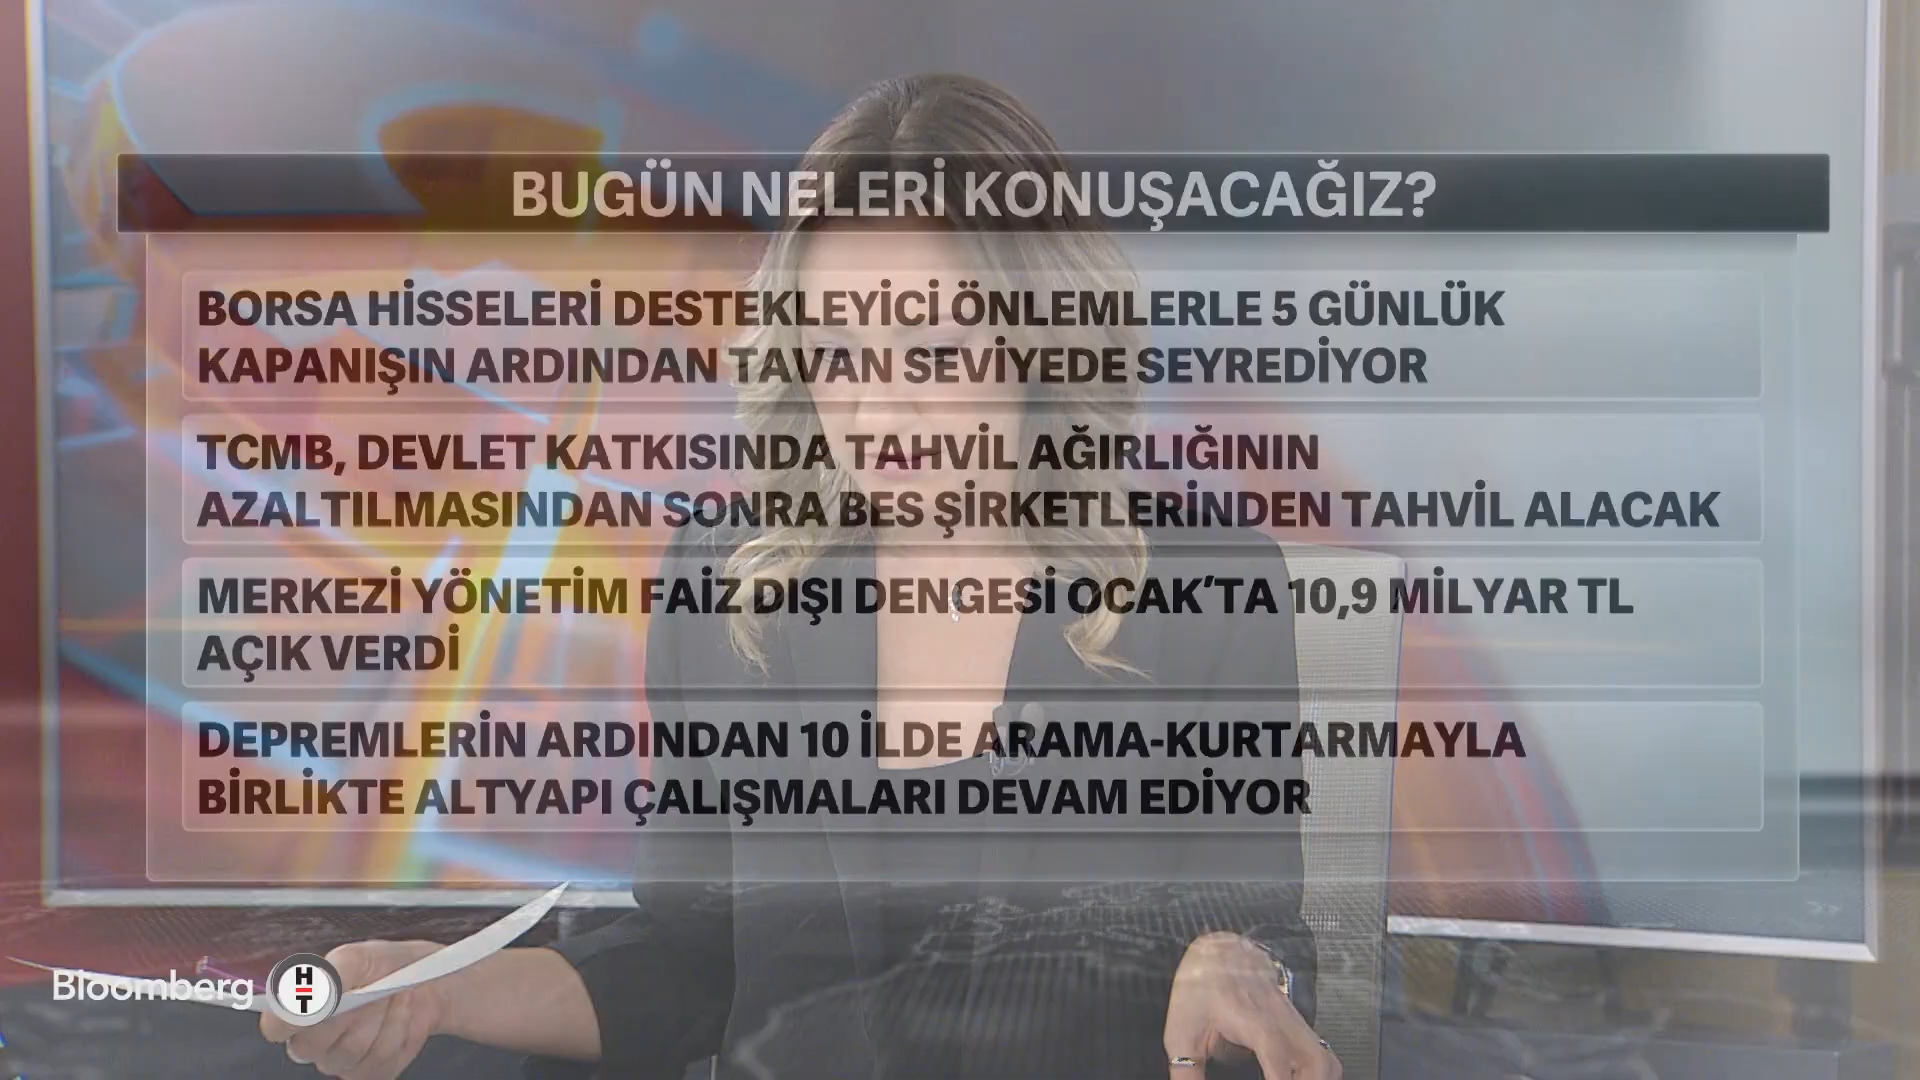 BUGÜN NELERİ KONUŞACAĞIZ?
BORSA HİSSELERİ DESTEKLEYİCİ ÖNLEMLERLE 5 GÜNLÜK
KAPANIŞIN ARDINDAN TAVAN SEVİYEDE SEYREDİYOR
TCMB, DEVLET KATKISINDA TAHVİL AĞIRLIĞININ
AZALTILMASINDAN SONRA BES ŞİRKETLERİNDEN TAHVİL ALACAK
MERKEZİ YÖNETİM FAİZ DIŞI DENGESİ OCAK’TA 10,9 MİLYAR TL
AÇIK VERDİ
DEPREMLERİN ARDINDAN 10 İLDE ARAMA-KURTARMAYLA
BİRLİKTE ALTYAPI ÇALIŞMALARI DEVAM EDİYOR
Bloomberg HT